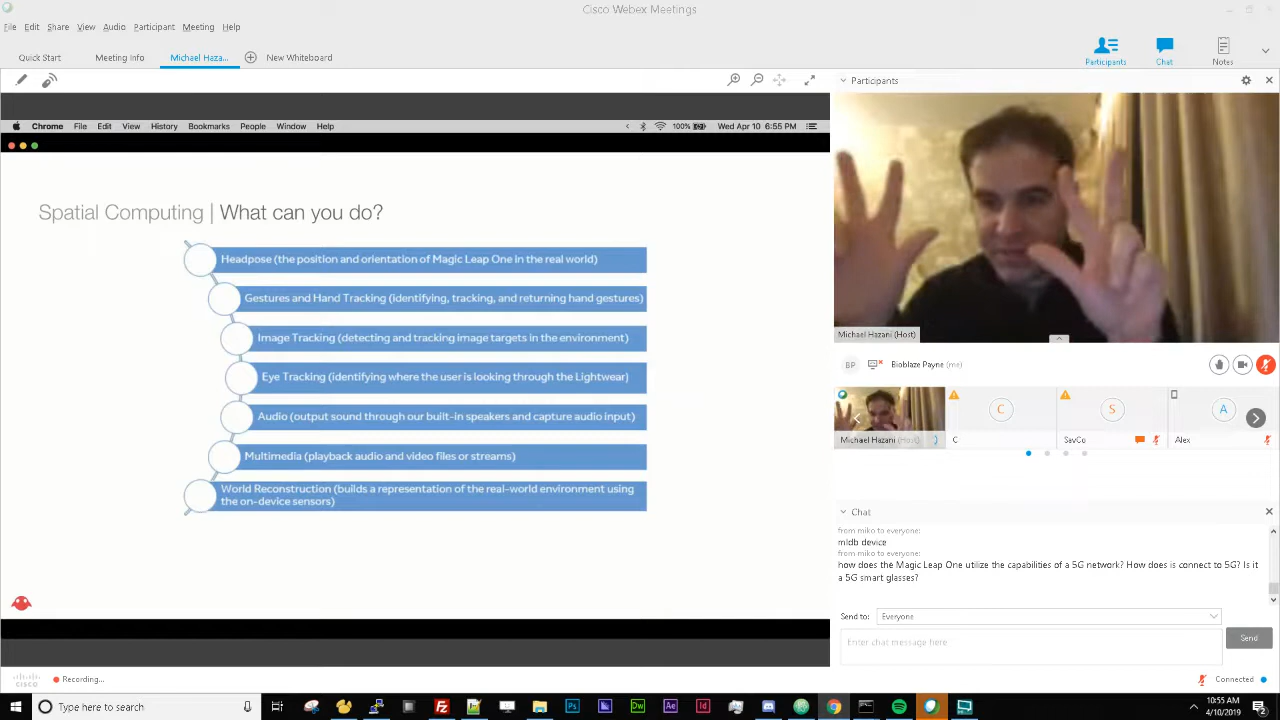 Cisco Webex Meetings
File Edit Share View Audio Participant Meeting Help
Quick Start Meeting Info Michael Haza... New Whiteboard
Participants Chat Notes
Participants
Chrome File Edit View History Bookmarks People Window Help 100% Wed Apr 10 6:55 PM
Spatial Computing | What can you do?
Headpose (the position and orientation of Magic Leap One in the real world)
Gestures and Hand Tracking (identifying, tracking, and returning hand gestures)
Image Tracking (detecting and tracking image targets in the environment)
Eye Tracking (identifying where the user is looking through the Lightwear)
Audio (output sound through our built-in speakers and capture audio input)
Multimedia (playback audio and video files or streams)
World Reconstruction (builds a representation of the real-world environment using
the on-device sensors)
Michael Hazani (Host)
BP Bioblaze Payne (me)
C S A
Michael Hazani (Host) C SavCo Alex
Chat
from miko to everyone:
mldb device
from miko to everyone:
how does the Magic Leap One utilize the capabilities of a 5G network? How does is connect to 5G? Is it
a 5G smart glasses?
Send to: Everyone
Enter chat message here
Send
cisco Recording... Connected
Type here to search
Fz Ps Dw Ae Id
10:55 AM
4/10/2019